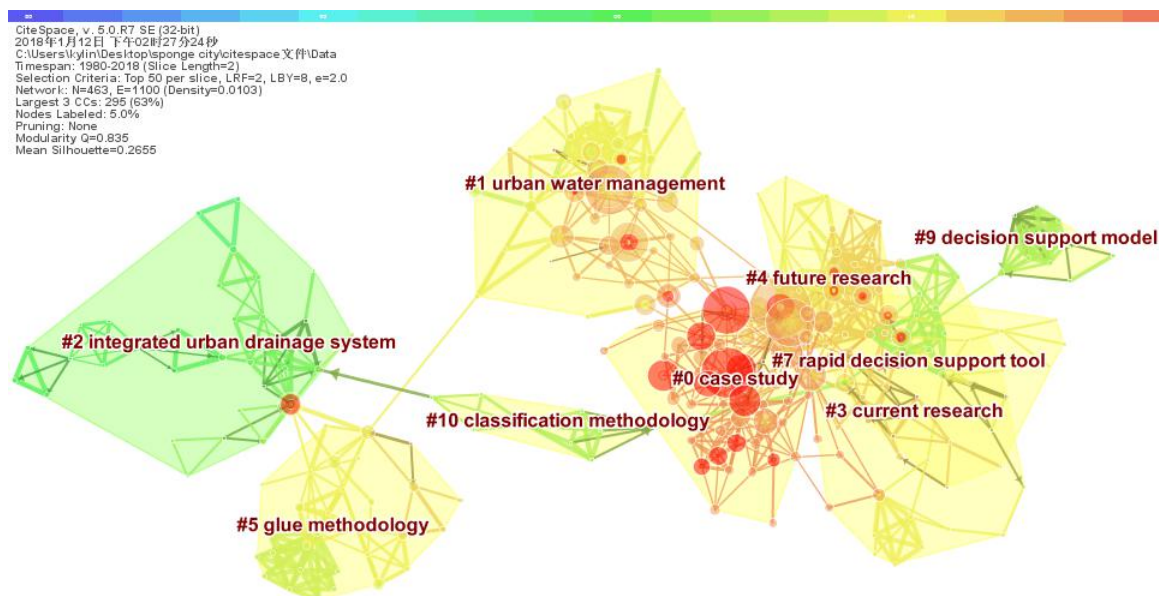 CiteSpace, v. 5.0.R7 SE (32-bit)
2018年1月12日 下午02时27分24秒
C:\Users\kylin\Desktop\sponge city\citespace文件\Data
Timespan: 1980-2018 (Slice Length=2)
Selection Criteria: Top 50 per slice, LRF=2, LBY=8, e=2.0
Network: N=463, E=1100 (Density=0.0103)
Largest 3 CCs: 295 (63%)
Nodes Labeled: 5.0%
Pruning: None
Modularity Q=0.835
Mean Silhouette=0.2655
#1 urban water management
#9 decision support model
#4 future research
#2 integrated urban drainage system
#7 rapid decision support tool
#0 case study
#3 current research
#10 classification methodology
#5 glue methodology